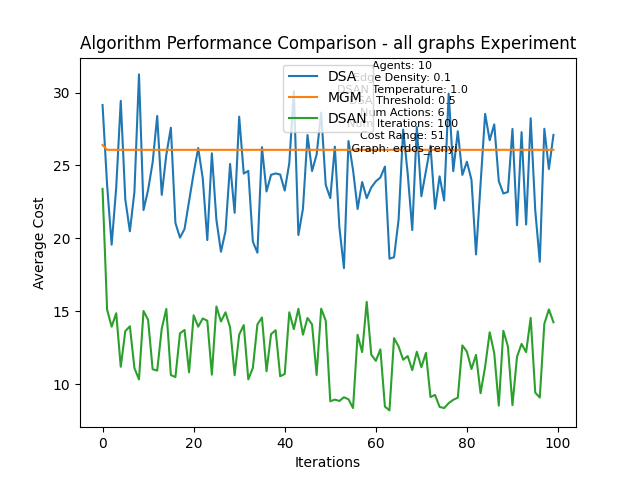 Algorithm Performance Comparison - all graphs Experiment
Agents: 10
Edge Density: 0.1
DSAN Temperature: 1.0
DSA Threshold: 0.5
Num Actions: 6
Num Iteration: 100
Cost Range: 51
Graph: erdos_renyi
DSA
MGM
DSAN
Average Cost
30
25
20
15
10
0
20
40
60
80
100
Iterations